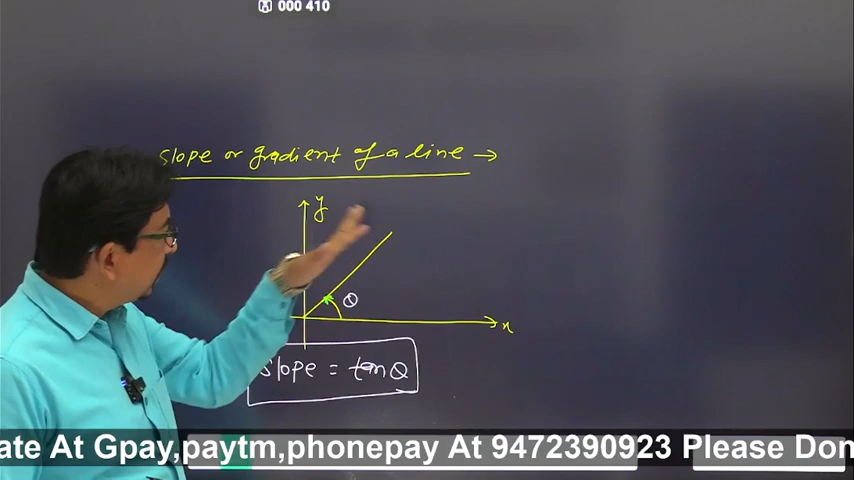 000 410
slope or gradient of a line →
y
θ
x
slope = tanθ
ate At Gpay,paytm,phonepay At 9472390923 Please Don